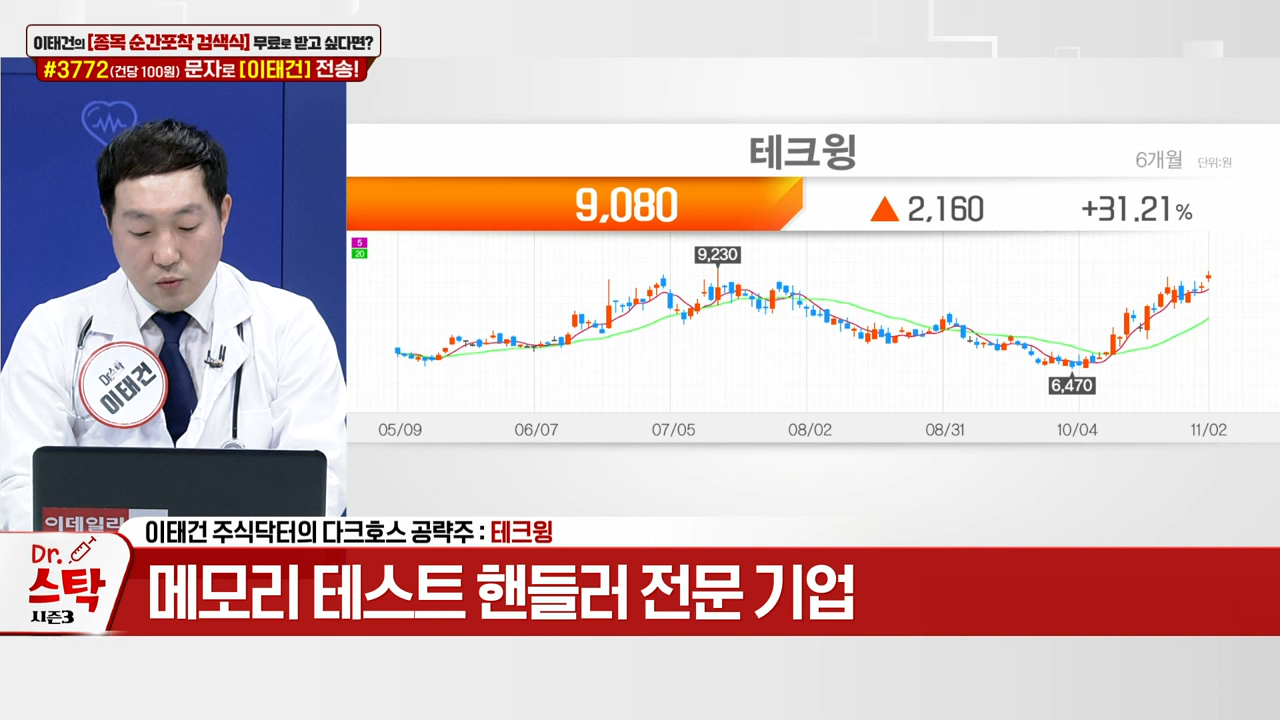 이태건의 [종목 순간포착 검색식] 무료로 받고 싶다면?
#3772(건당 100원) 문자로 [이태건] 전송!
테크윙
6개월 단위:원
9,080 ▲ 2,160 +31.21%
5
20
9,230
6,470
05/09 06/07 07/05 08/02 08/31 10/04 11/02
Dr.스탁
이태건
이데일리
이태건 주식닥터의 다크호스 공략주 : 테크윙
Dr.
스탁
시즌3
메모리 테스트 핸들러 전문 기업